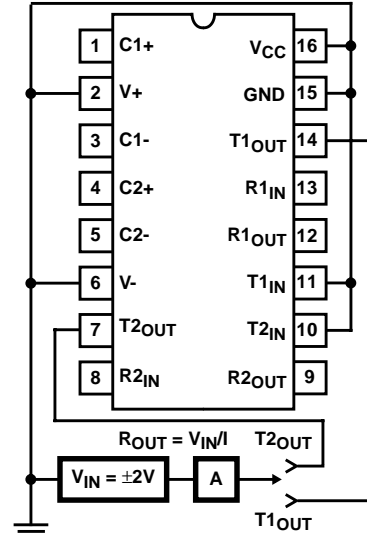 1 C1+ V_CC 16
2 V+ GND 15
3 C1- T1_OUT 14
4 C2+ R1_IN 13
5 C2- R1_OUT 12
6 V- T1_IN 11
7 T2_OUT T2_IN 10
8 R2_IN R2_OUT 9
R_OUT = V_IN/I T2_OUT
V_IN = ±2V A
T1_OUT